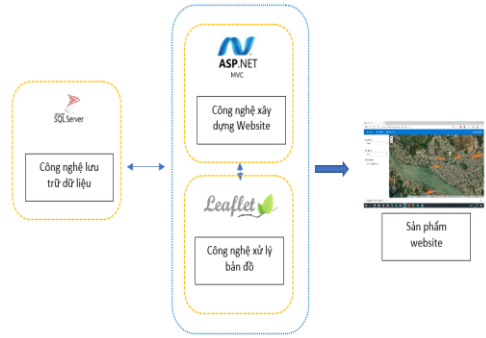 SQLServer
Công nghệ lưu
trữ dữ liệu
ASP.NET
MVC
Công nghệ xây
dựng Website
Leaflet
Công nghệ xử lý
bản đồ
Sản phẩm
website